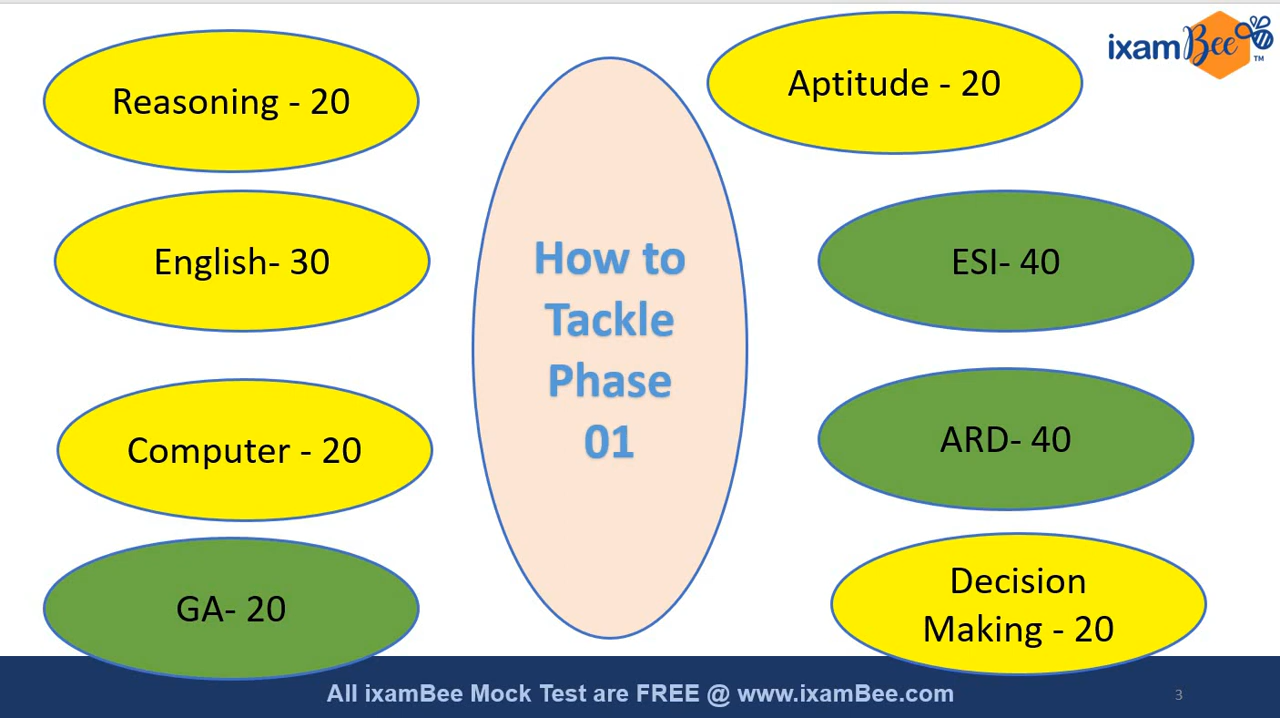 ixamBee
TM
Reasoning - 20
Aptitude - 20
English- 30
ESI- 40
How to
Tackle
Phase
01
Computer - 20
ARD- 40
GA- 20
Decision
Making - 20
All ixamBee Mock Test are FREE @ www.ixamBee.com
3